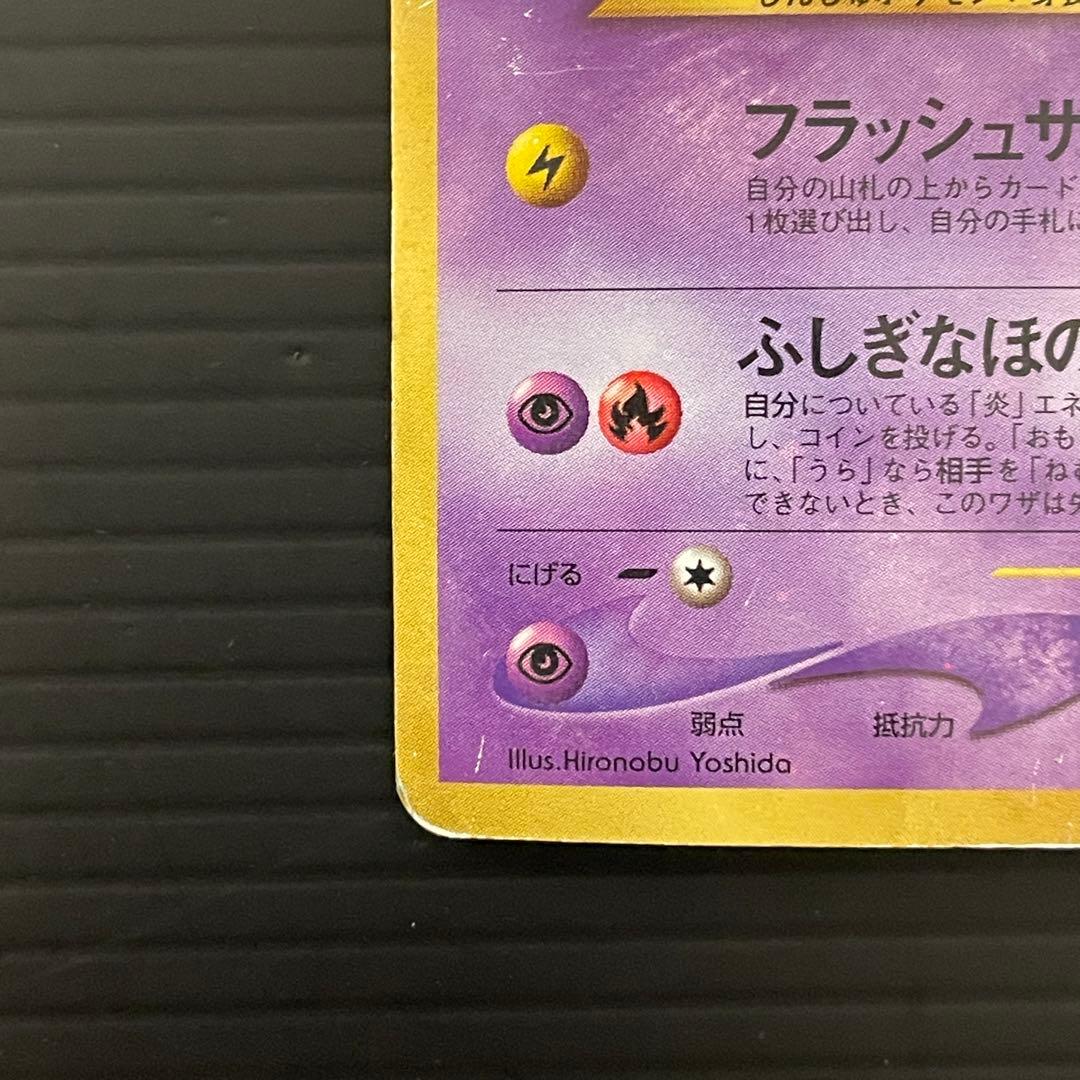 フラッシュサ
自分の山札の上からカード
1枚選び出し、自分の手札に
ふしぎなほの
自分についている「炎」エネ
し、コインを投げる。「おも
に、「うら」なら相手を「ねむ
できないとき、このワザは失
にげる
弱点
抵抗力
Illus.Hironobu Yoshida